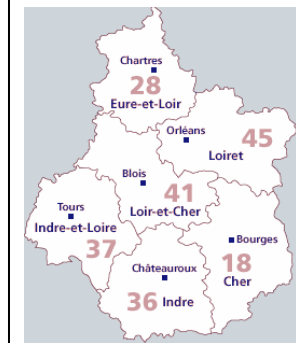 Chartres
28
Eure-et-Loir
Orléans
45
Loiret
Blois
41
Loir-et-Cher
Tours
Indre-et-Loire
37
Bourges
18
Cher
Châteauroux
36 Indre